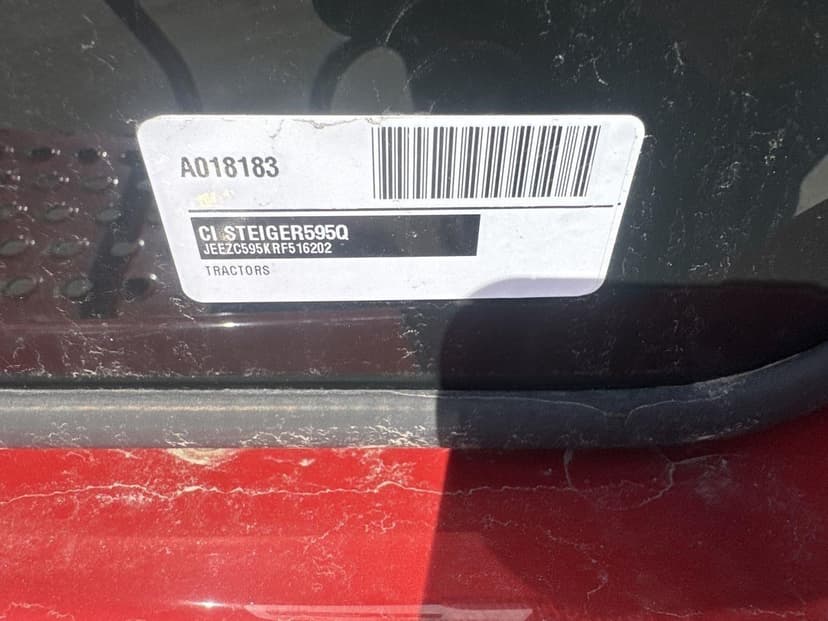 A018183
CI STEIGER595Q
JEEZC595KRF516202
TRACTORS